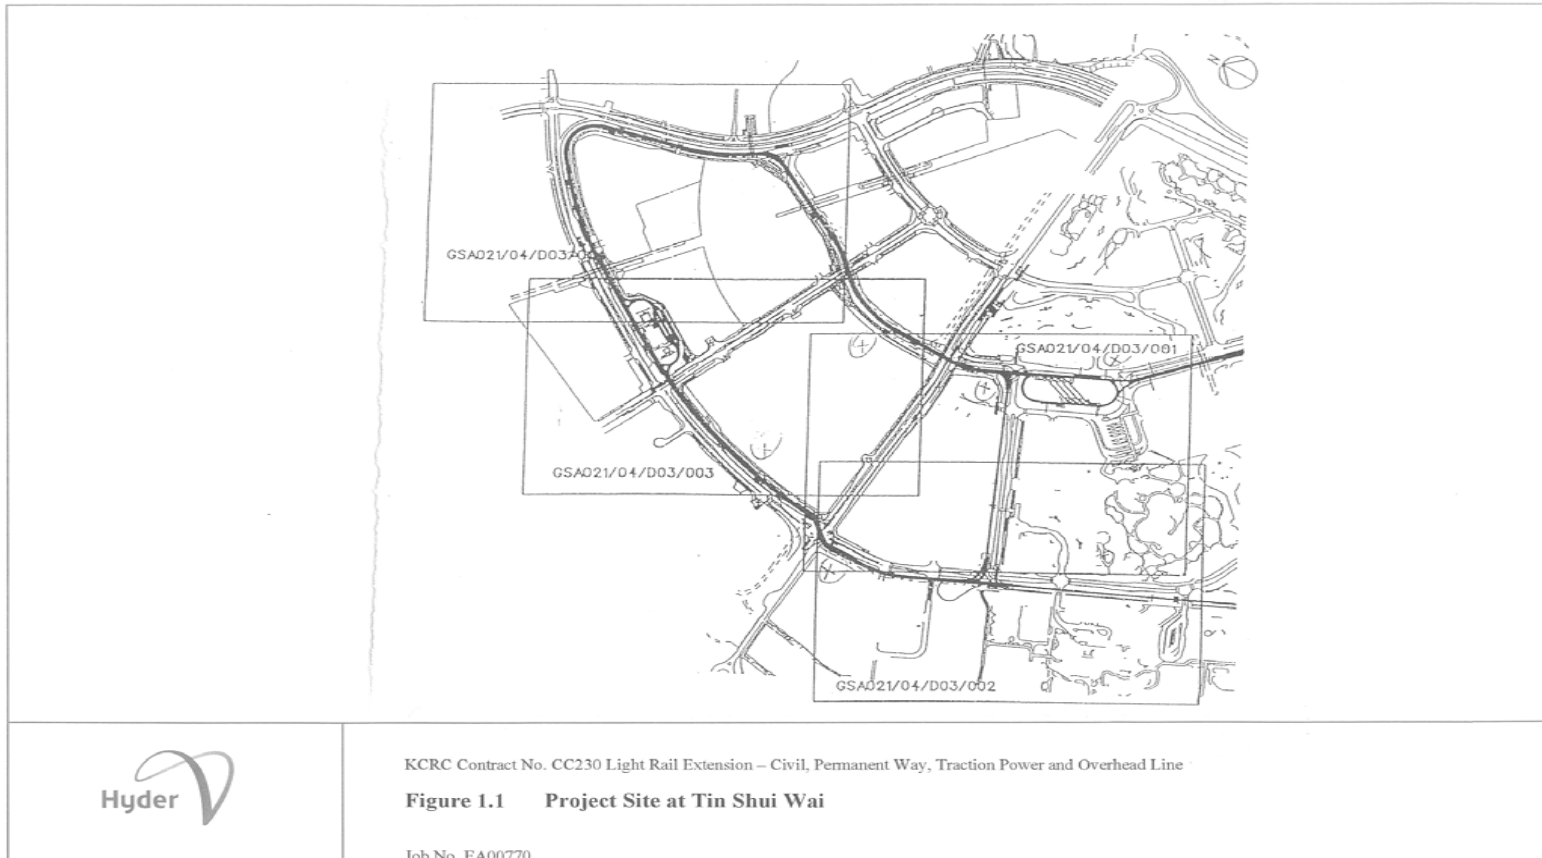 N
GSA021/04/D03/00
GSA021/04/D03/001
GSA021/04/D03/003
GSA021/04/D03/002
Hyder
KCRC Contract No. CC230 Light Rail Extension – Civil, Permanent Way, Traction Power and Overhead Line
Figure 1.1 Project Site at Tin Shui Wai
Job No. EA00770